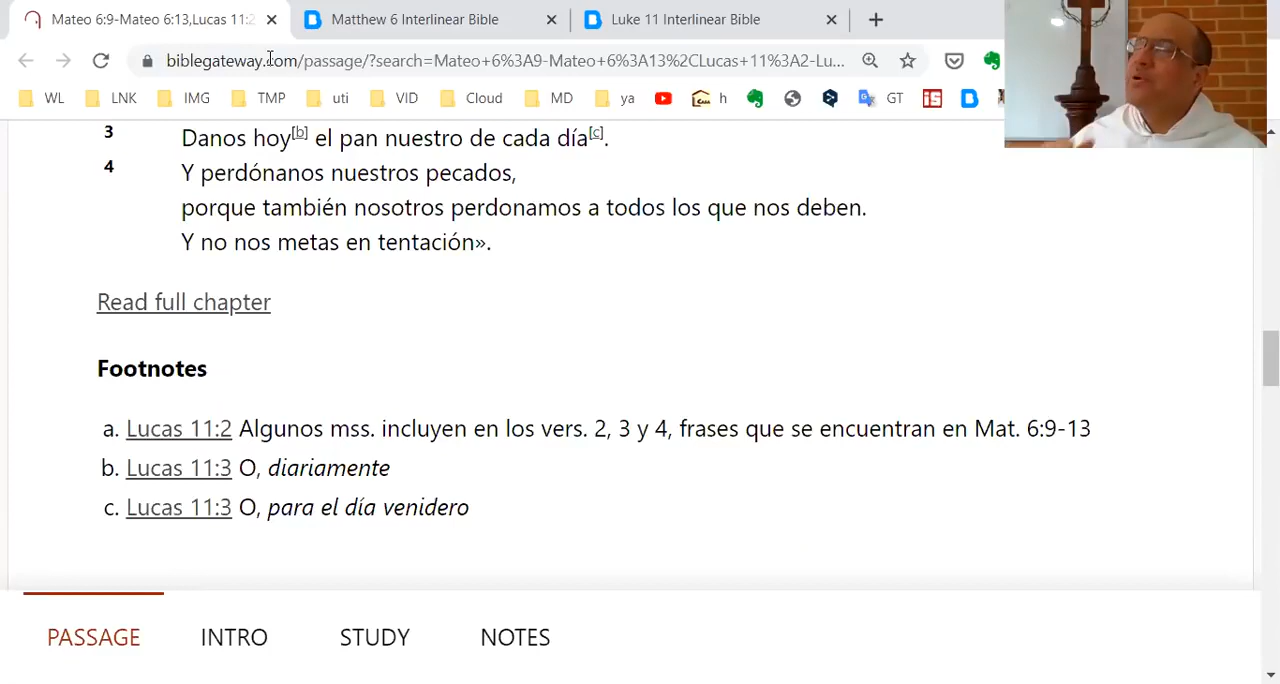 Mateo 6:9-Mateo 6:13,Lucas 11:2
Matthew 6 Interlinear Bible
Luke 11 Interlinear Bible
biblegateway.com/passage/?search=Mateo+6%3A9-Mateo+6%3A13%2CLucas+11%3A2-Lu...
WL LNK IMG TMP uti VID Cloud MD ya h GT
3 Danos hoy[b] el pan nuestro de cada día[c].
4 Y perdónanos nuestros pecados,
porque también nosotros perdonamos a todos los que nos deben.
Y no nos metas en tentación».
Read full chapter
Footnotes
a. Lucas 11:2 Algunos mss. incluyen en los vers. 2, 3 y 4, frases que se encuentran en Mat. 6:9-13
b. Lucas 11:3 O, diariamente
c. Lucas 11:3 O, para el día venidero
PASSAGE INTRO STUDY NOTES